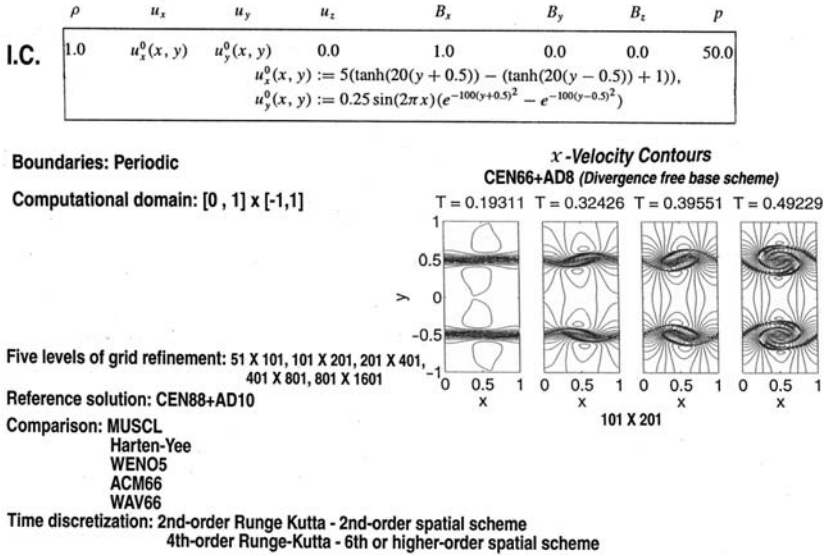 ρ u_x u_y u_z B_x B_y B_z p
I.C. 1.0 u_x^0(x, y) u_y^0(x, y) 0.0 1.0 0.0 0.0 50.0
u_x^0(x, y) := 5(tanh(20(y + 0.5)) − (tanh(20(y − 0.5)) + 1)),
u_y^0(x, y) := 0.25 sin(2πx)(e^{−100(y+0.5)^2} − e^{−100(y−0.5)^2})
Boundaries: Periodic
Computational domain: [0 , 1] x [-1,1]
x -Velocity Contours
CEN66+AD8 (Divergence free base scheme)
T = 0.19311 T = 0.32426 T = 0.39551 T = 0.49229
1
0.5
0
−0.5
−1
y
0 0.5 1 0 0.5 1 0 0.5 1 0 0.5 1
x x x x
101 X 201
Five levels of grid refinement: 51 X 101, 101 X 201, 201 X 401,
401 X 801, 801 X 1601
Reference solution: CEN88+AD10
Comparison: MUSCL
Harten-Yee
WENO5
ACM66
WAV66
Time discretization: 2nd-order Runge Kutta - 2nd-order spatial scheme
4th-order Runge-Kutta - 6th or higher-order spatial scheme